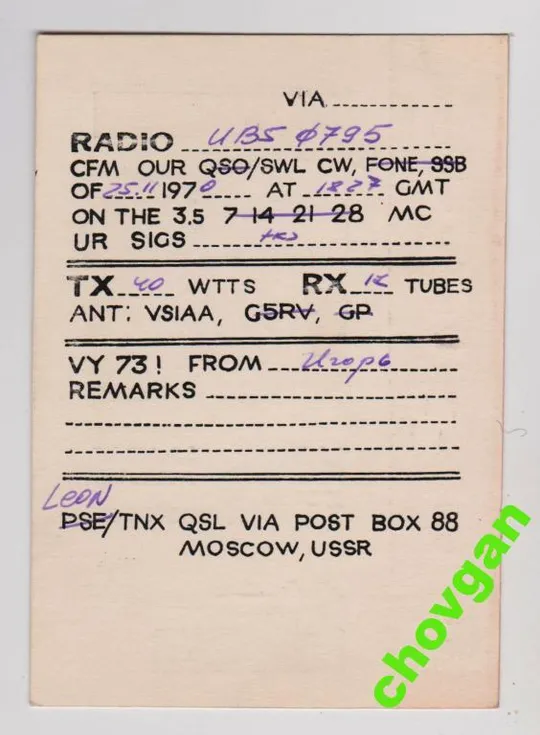 VIA
RADIO UB5 Ø795
CFM OUR QSO/SWL CW, FONE, SSB
OF 25.11 1970 AT 1827 GMT
ON THE 3.5 7 14 21 28 MC
UR SIGS
TX 40 WTTS RX 12 TUBES
ANT: VSIAA, G5RV, GP
VY 73! FROM Игорь
REMARKS
LEON
PSE/TNX QSL VIA POST BOX 88
MOSCOW, USSR
chovgan